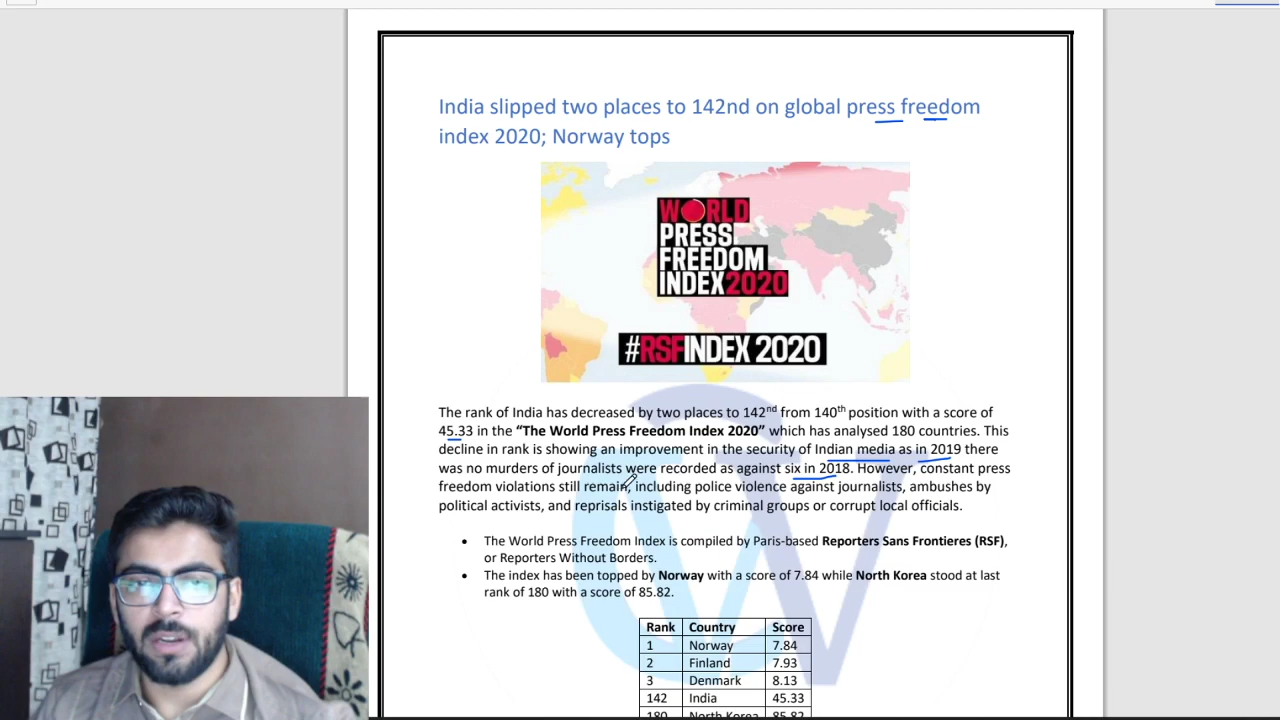 India slipped two places to 142nd on global press freedom
index 2020; Norway tops
WORLD
PRESS
FREEDOM
INDEX2020
#RSFINDEX 2020
The rank of India has decreased by two places to 142nd from 140th position with a score of
45.33 in the “The World Press Freedom Index 2020” which has analysed 180 countries. This
decline in rank is showing an improvement in the security of Indian media as in 2019 there
was no murders of journalists were recorded as against six in 2018. However, constant press
freedom violations still remain, including police violence against journalists, ambushes by
political activists, and reprisals instigated by criminal groups or corrupt local officials.
• The World Press Freedom Index is compiled by Paris-based Reporters Sans Frontieres (RSF),
or Reporters Without Borders.
• The index has been topped by Norway with a score of 7.84 while North Korea stood at last
rank of 180 with a score of 85.82.
Rank Country Score
1 Norway 7.84
2 Finland 7.93
3 Denmark 8.13
142 India 45.33
180 North Korea 85.82